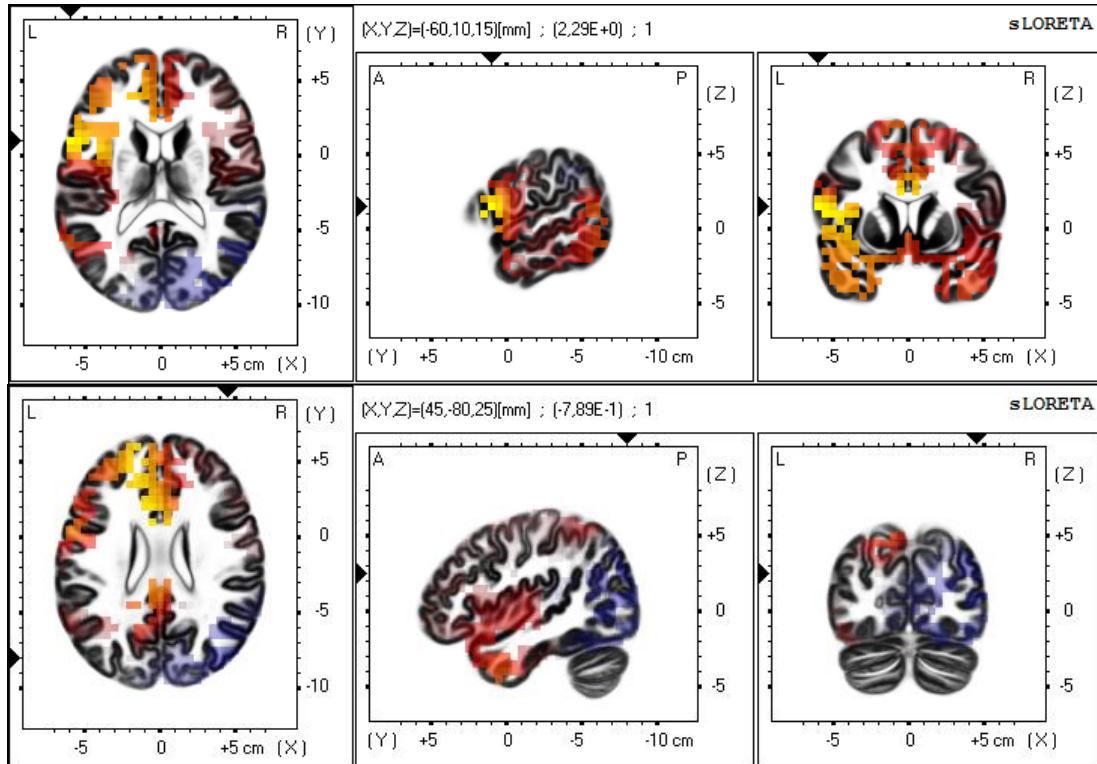 (X,Y,Z)=(-60,10,15)[mm] ; (2,29E+0) ; 1 sLORETA
L R (Y)
+5
0
-5
-10
-5 0 +5 cm (X)
A P (Z)
+5
0
-5
(Y) +5 0 -5 -10 cm
L R (Z)
+5
0
-5
-5 0 +5 cm (X)
(X,Y,Z)=(45,-80,25)[mm] ; (-7,89E-1) ; 1 sLORETA
L R (Y)
+5
0
-5
-10
-5 0 +5 cm (X)
A P (Z)
+5
0
-5
(Y) +5 0 -5 -10 cm
L R (Z)
+5
0
-5
-5 0 +5 cm (X)